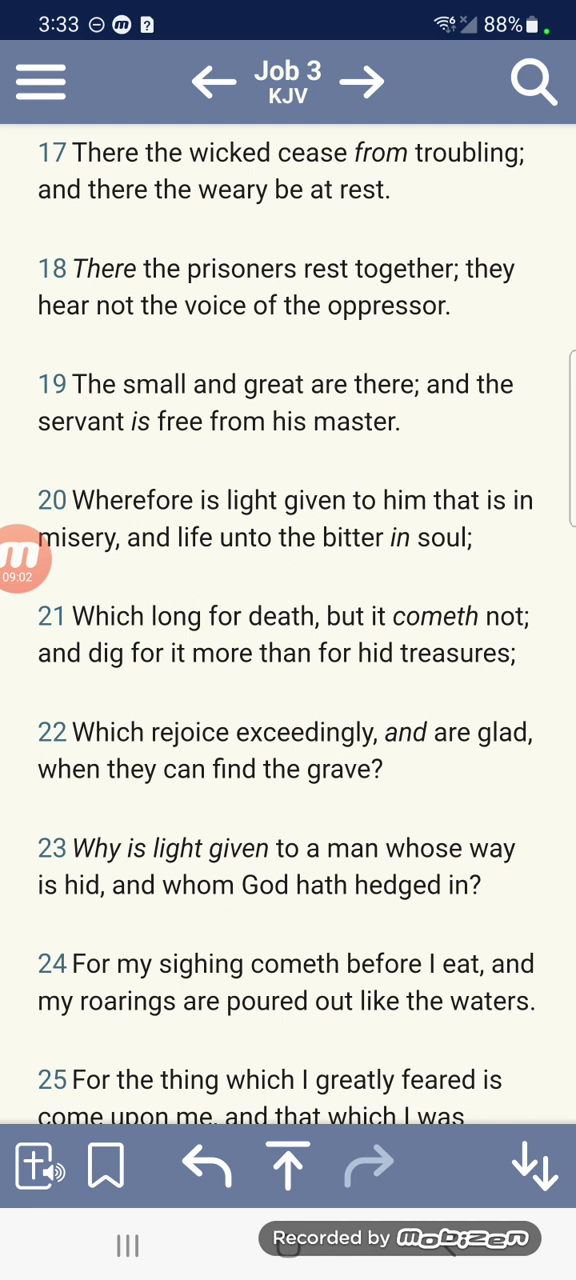 3:33
88%
Job 3
KJV
17 There the wicked cease from troubling;
and there the weary be at rest.
18 There the prisoners rest together; they
hear not the voice of the oppressor.
19 The small and great are there; and the
servant is free from his master.
20 Wherefore is light given to him that is in
misery, and life unto the bitter in soul;
m
09:02
21 Which long for death, but it cometh not;
and dig for it more than for hid treasures;
22 Which rejoice exceedingly, and are glad,
when they can find the grave?
23 Why is light given to a man whose way
is hid, and whom God hath hedged in?
24 For my sighing cometh before I eat, and
my roarings are poured out like the waters.
25 For the thing which I greatly feared is
come upon me, and that which I was
Recorded by mobizen